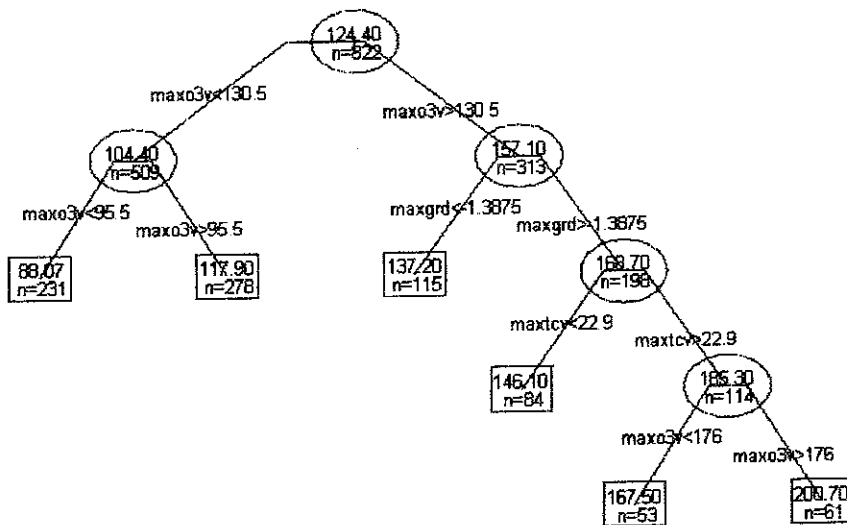 124.40
n=822
maxo3v<130.5
maxo3v>130.5
104.40
n=509
157.10
n=313
maxo3v<95.5
maxo3v>95.5
maxgrd<-1.3875
maxgrd>-1.3875
88.07
n=231
117.90
n=278
137.20
n=115
168.70
n=198
maxtcv<22.9
maxtcv>22.9
146.10
n=84
185.30
n=114
maxo3v<176
maxo3v>176
167.50
n=53
200.70
n=61